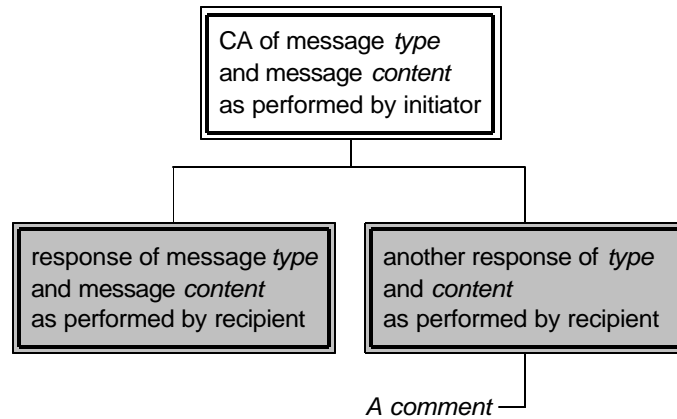 CA of message type
and message content
as performed by initiator
response of message type
and message content
as performed by recipient
another response of type
and content
as performed by recipient
A comment